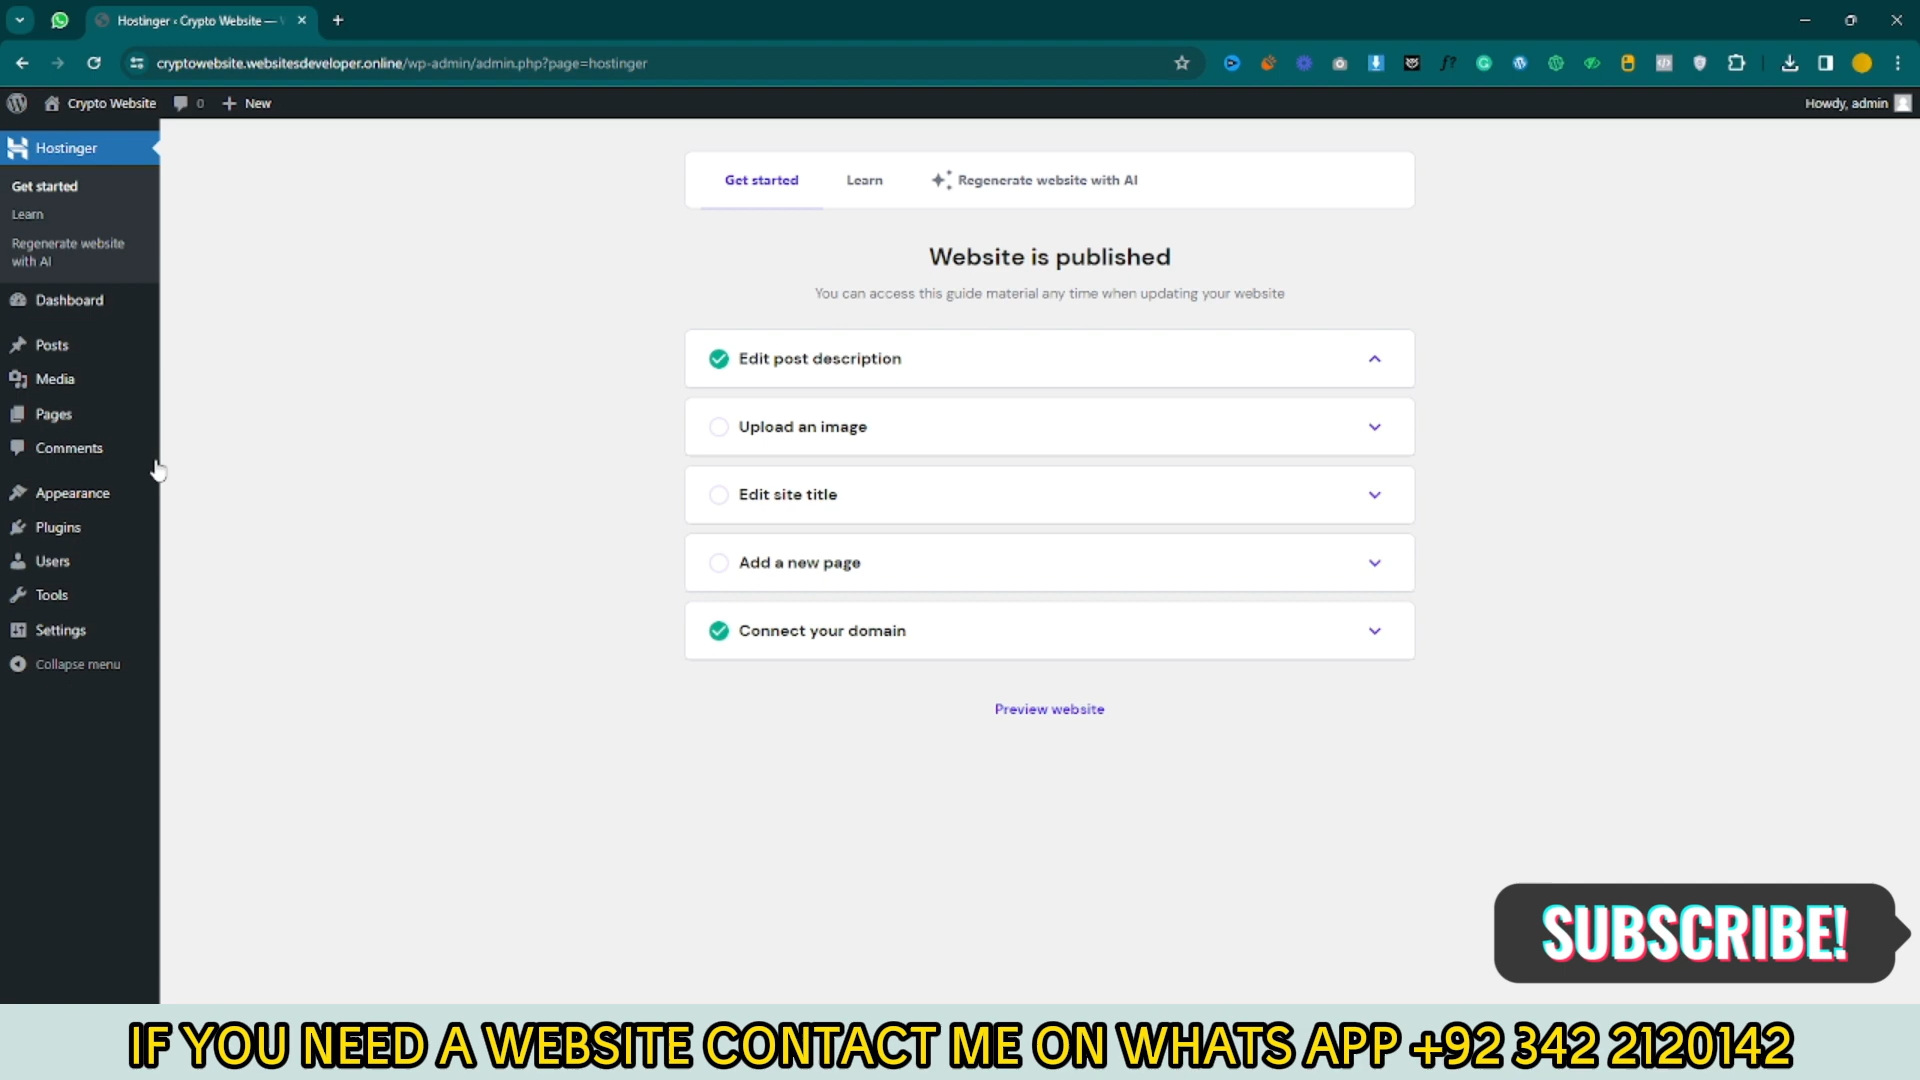 Hostinger ‹ Crypto Website —
cryptowebsite.websitesdeveloper.online/wp-admin/admin.php?page=hostinger
Crypto Website 0 New
Howdy, admin
Hostinger
Get started
Learn
Regenerate website
with AI
Dashboard
Posts
Media
Pages
Comments
Appearance
Plugins
Users
Tools
Settings
Collapse menu
Get started Learn Regenerate website with AI
Website is published
You can access this guide material any time when updating your website
Edit post description
Upload an image
Edit site title
Add a new page
Connect your domain
Preview website
SUBSCRIBE!
IF YOU NEED A WEBSITE CONTACT ME ON WHATS APP +92 342 2120142